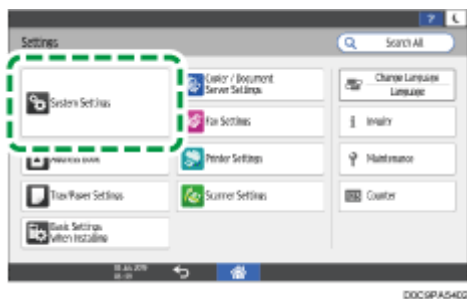 ?
Settings
Search All
System Settings
Copier / Document
Server Settings
Change Language
Language
Fax Settings
Inquiry
Address Book
Printer Settings
Maintenance
Tray/Paper Settings
Scanner Settings
Counter
Basic Settings
When Installing
D0C9PA5402